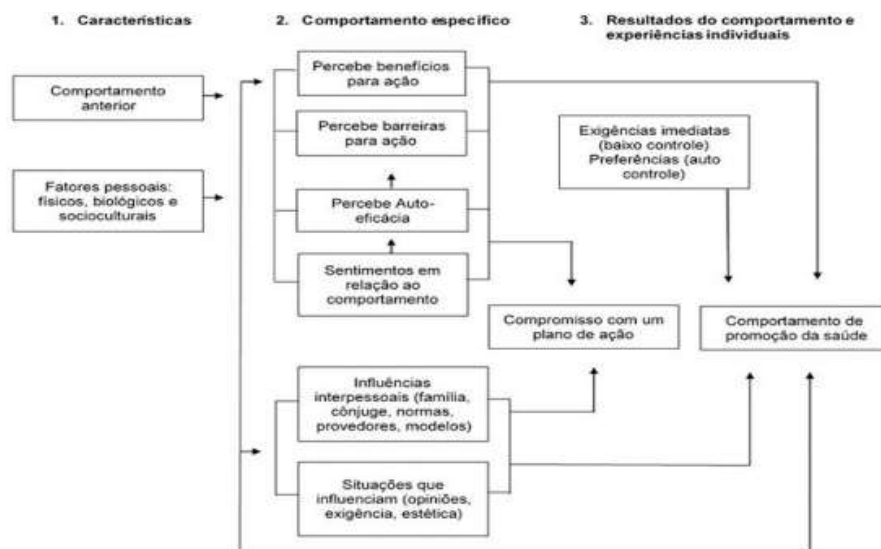 1. Características
2. Comportamento específico
3. Resultados do comportamento e
experiências individuais
Comportamento
anterior
Fatores pessoais:
físicos, biológicos e
socioculturais
Percebe benefícios
para ação
Percebe barreiras
para ação
Percebe Auto-
eficácia
Sentimentos em
relação ao
comportamento
Influências
interpessoais (família,
cônjuge, normas,
provedores, modelos)
Situações que
influenciam (opiniões,
exigência, estética)
Exigências imediatas
(baixo controle)
Preferências (auto
controle)
Compromisso com um
plano de ação
Comportamento de
promoção da saúde